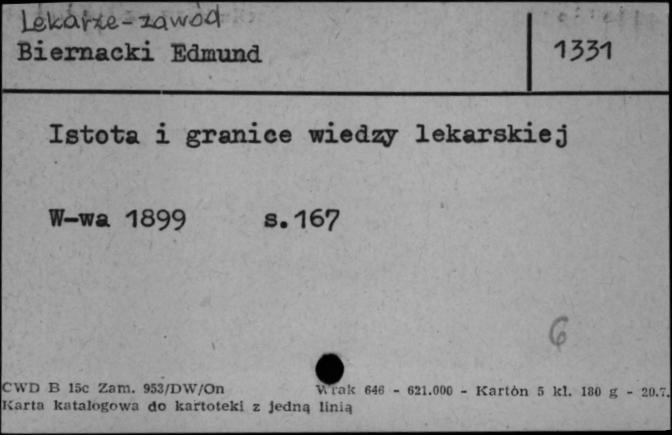 Lekarze-zawód
Biernacki Edmund
1331
Istota i granice wiedzy lekarskiej
W-wa 1899 s.167
6
CWD B 15c Zam. 953/DW/On Wrak 646 - 621.000 - Kartón 5 kl. 180 g - 20.7.
Karta katalogowa do kartoteki z jedną linią